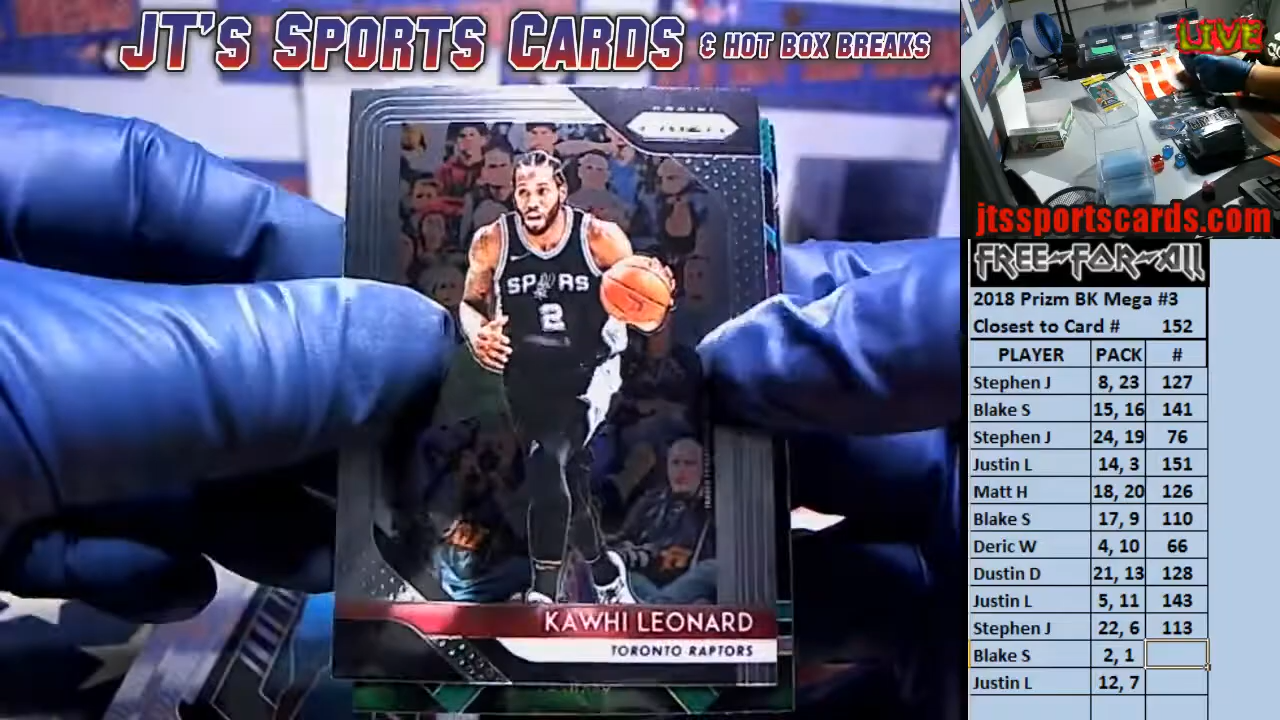 JT's Sports Cards & Hot Box Breaks
LIVE
jtssportscards.com
PRIZM
SPURS
2
KAWHI LEONARD
TORONTO RAPTORS
FREE-FOR-ALL
2018 Prizm BK Mega #3
Closest to Card # 152
PLAYER PACK #
Stephen J 8, 23 127
Blake S 15, 16 141
Stephen J 24, 19 76
Justin L 14, 3 151
Matt H 18, 20 126
Blake S 17, 9 110
Deric W 4, 10 66
Dustin D 21, 13 128
Justin L 5, 11 143
Stephen J 22, 6 113
Blake S 2, 1
Justin L 12, 7